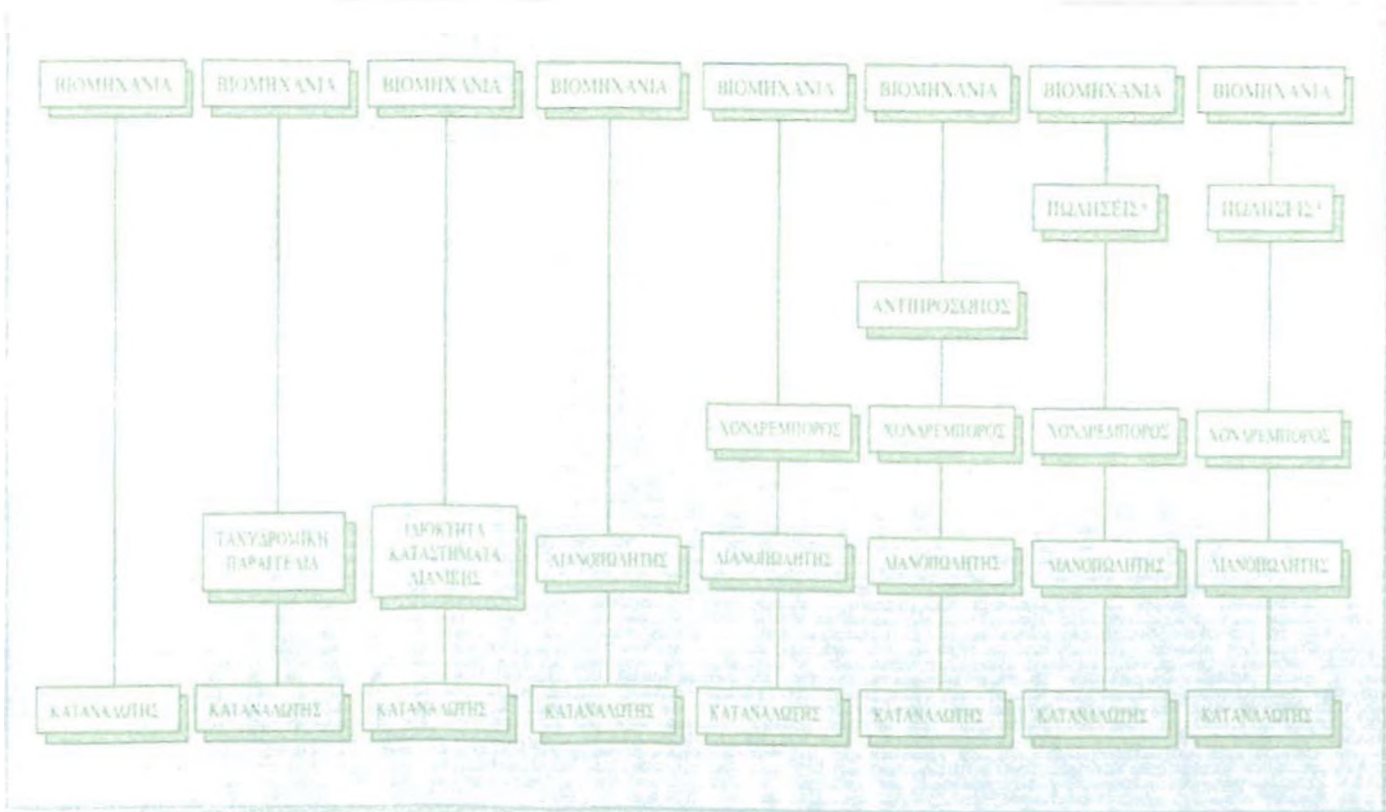 ΒΙΟΜΗΧΑΝΙΑ ΒΙΟΜΗΧΑΝΙΑ ΒΙΟΜΗΧΑΝΙΑ ΒΙΟΜΗΧΑΝΙΑ ΒΙΟΜΗΧΑΝΙΑ ΒΙΟΜΗΧΑΝΙΑ ΒΙΟΜΗΧΑΝΙΑ ΒΙΟΜΗΧΑΝΙΑ
ΠΩΛΗΣΕΙΣ* ΠΩΛΗΣΕΙΣ*
ΑΝΤΙΠΡΟΣΩΠΟΣ
ΧΟΝΔΡΕΜΠΟΡΟΣ ΧΟΝΔΡΕΜΠΟΡΟΣ ΧΟΝΔΡΕΜΠΟΡΟΣ ΧΟΝΔΡΕΜΠΟΡΟΣ
ΤΑΧΥΔΡΟΜΙΚΗ
ΠΑΡΑΓΓΕΛΙΑ
ΙΔΙΟΚΤΗΤΑ
ΚΑΤΑΣΤΗΜΑΤΑ
ΛΙΑΝΙΚΗΣ
ΛΙΑΝΟΠΩΛΗΤΗΣ ΛΙΑΝΟΠΩΛΗΤΗΣ ΛΙΑΝΟΠΩΛΗΤΗΣ ΛΙΑΝΟΠΩΛΗΤΗΣ ΛΙΑΝΟΠΩΛΗΤΗΣ
ΚΑΤΑΝΑΛΩΤΗΣ ΚΑΤΑΝΑΛΩΤΗΣ ΚΑΤΑΝΑΛΩΤΗΣ ΚΑΤΑΝΑΛΩΤΗΣ ΚΑΤΑΝΑΛΩΤΗΣ ΚΑΤΑΝΑΛΩΤΗΣ ΚΑΤΑΝΑΛΩΤΗΣ ΚΑΤΑΝΑΛΩΤΗΣ